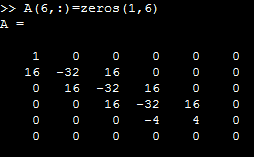 >> A(6,:)=zeros(1,6)
A =
1 0 0 0 0 0
16 -32 16 0 0 0
0 16 -32 16 0 0
0 0 16 -32 16 0
0 0 0 -4 4 0
0 0 0 0 0 0